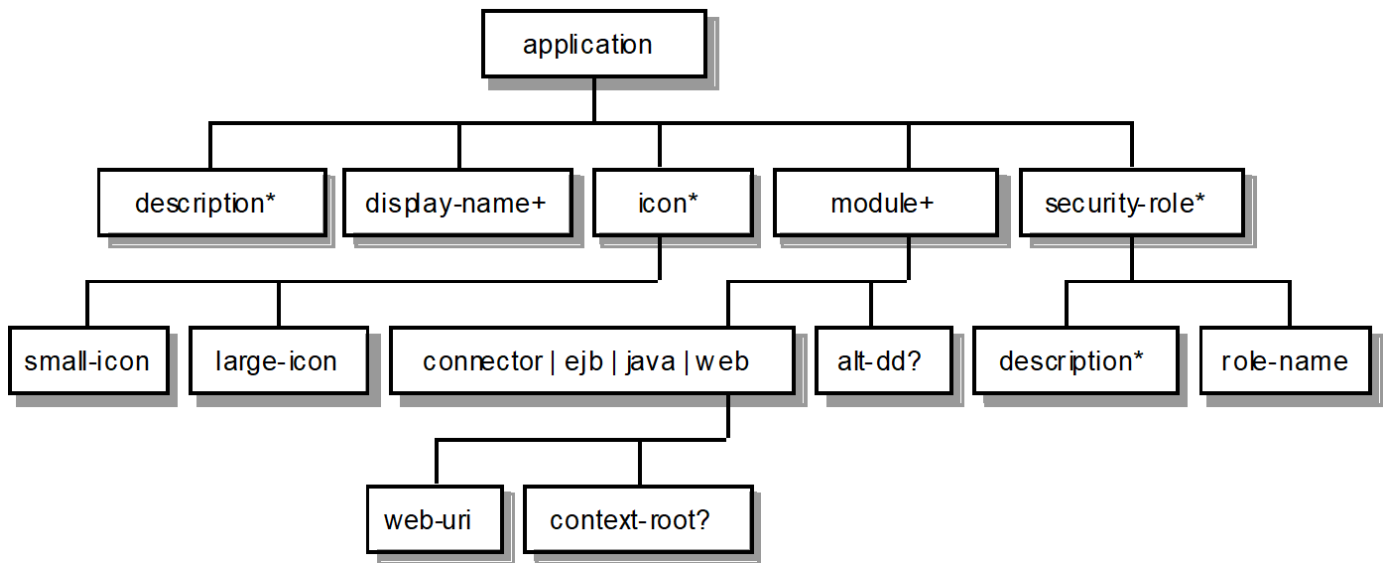 application
description*
display-name+
icon*
module+
security-role*
small-icon
large-icon
connector | ejb | java | web
alt-dd?
description*
role-name
web-uri
context-root?